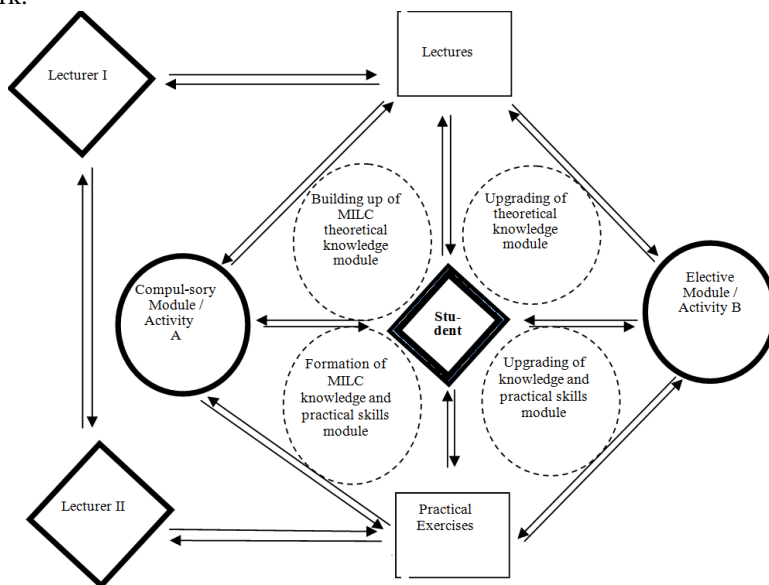 rk.
Lecturer I
Lectures
Building up of
MILC
theoretical
knowledge
module
Upgrading of
theoretical
knowledge
module
Compul-sory
Module /
Activity
A
Stu-
dent
Elective
Module /
Activity B
Formation of
MILC
knowledge and
practical skills
module
Upgrading of
knowledge and
practical skills
module
Lecturer II
Practical
Exercises